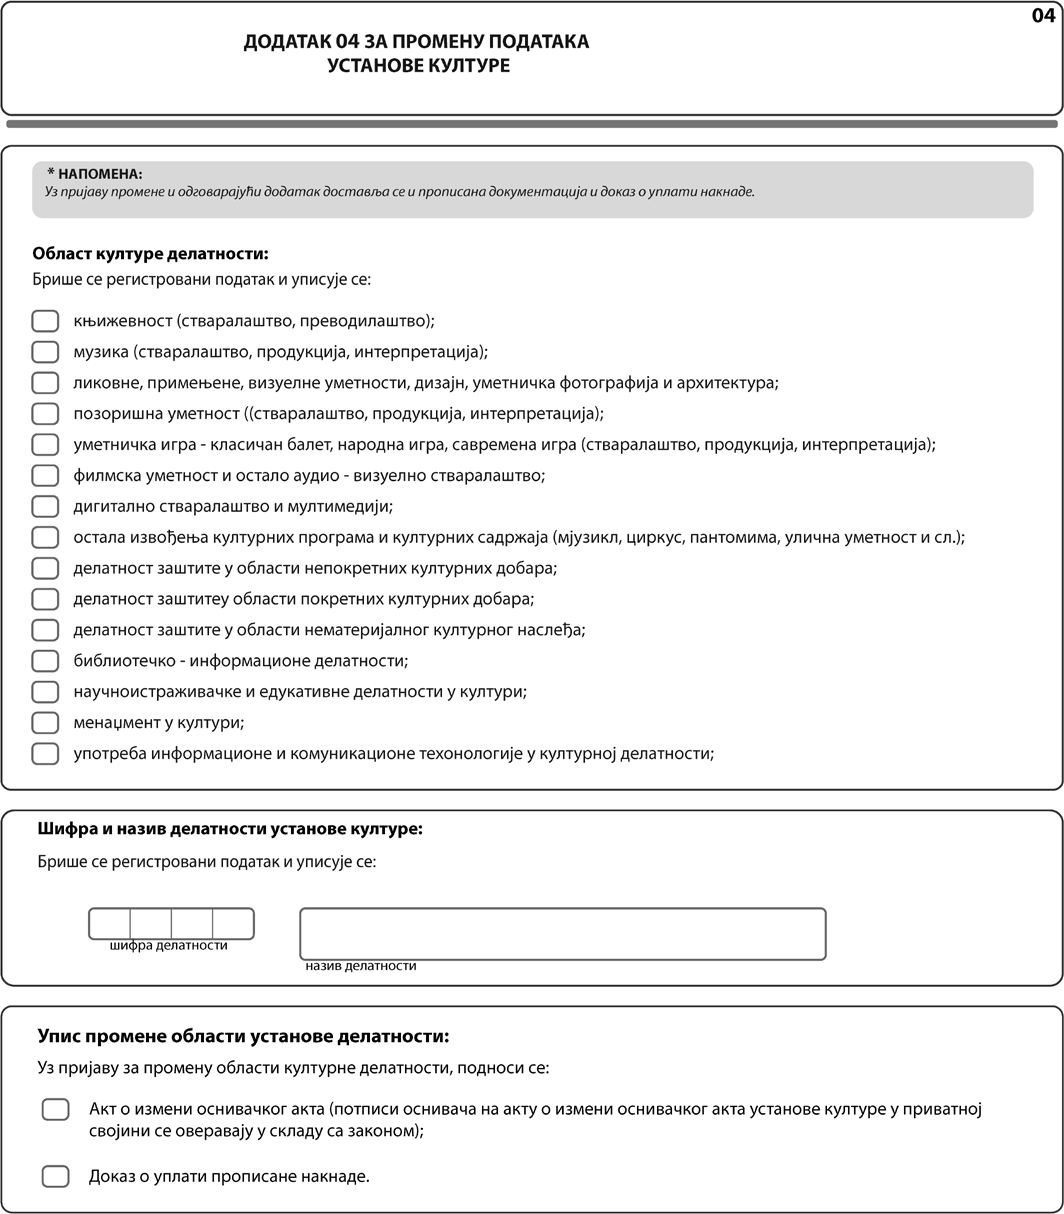 04
ДОДАТАК 04 ЗА ПРОМЕНУ ПОДАТАКА
УСТАНОВЕ КУЛТУРЕ
* НАПОМЕНА:
Уз пријаву промене и одговарајући додатак доставља се и прописана документација и доказ о уплати накнаде.
Област културе делатности:
Брише се регистровани податак и уписује се:
књижевност (стваралаштво, преводилаштво);
музика (стваралаштво, продукција, интерпретација);
ликовне, примењене, визуелне уметности, дизајн, уметничка фотографија и архитектура;
позоришна уметност ((стваралаштво, продукција, интерпретација);
уметничка игра - класичан балет, народна игра, савремена игра (стваралаштво, продукција, интерпретација);
филмска уметност и остало аудио - визуелно стваралаштво;
дигитално стваралаштво и мултимедији;
остала извођења културних програма и културних садржаја (мјузикл, циркус, пантомима, улична уметност и сл.);
делатност заштите у области непокретних културних добара;
делатност заштитеу области покретних културних добара;
делатност заштите у области нематеријалног културног наслеђа;
библиотечко - информационе делатности;
научноистраживачке и едукативне делатности у култури;
менаџмент у култури;
употреба информационе и комуникационе техонологије у културној делатности;
Шифра и назив делатности установе културе:
Брише се регистровани податак и уписује се:
шифра делатности
назив делатности
Упис промене области установе делатности:
Уз пријаву за промену области културне делатности, подноси се:
Акт о измени оснивачког акта (потписи оснивача на акту о измени оснивачког акта установе културе у приватној
својини се оверавају у складу са законом);
Доказ о уплати прописане накнаде.